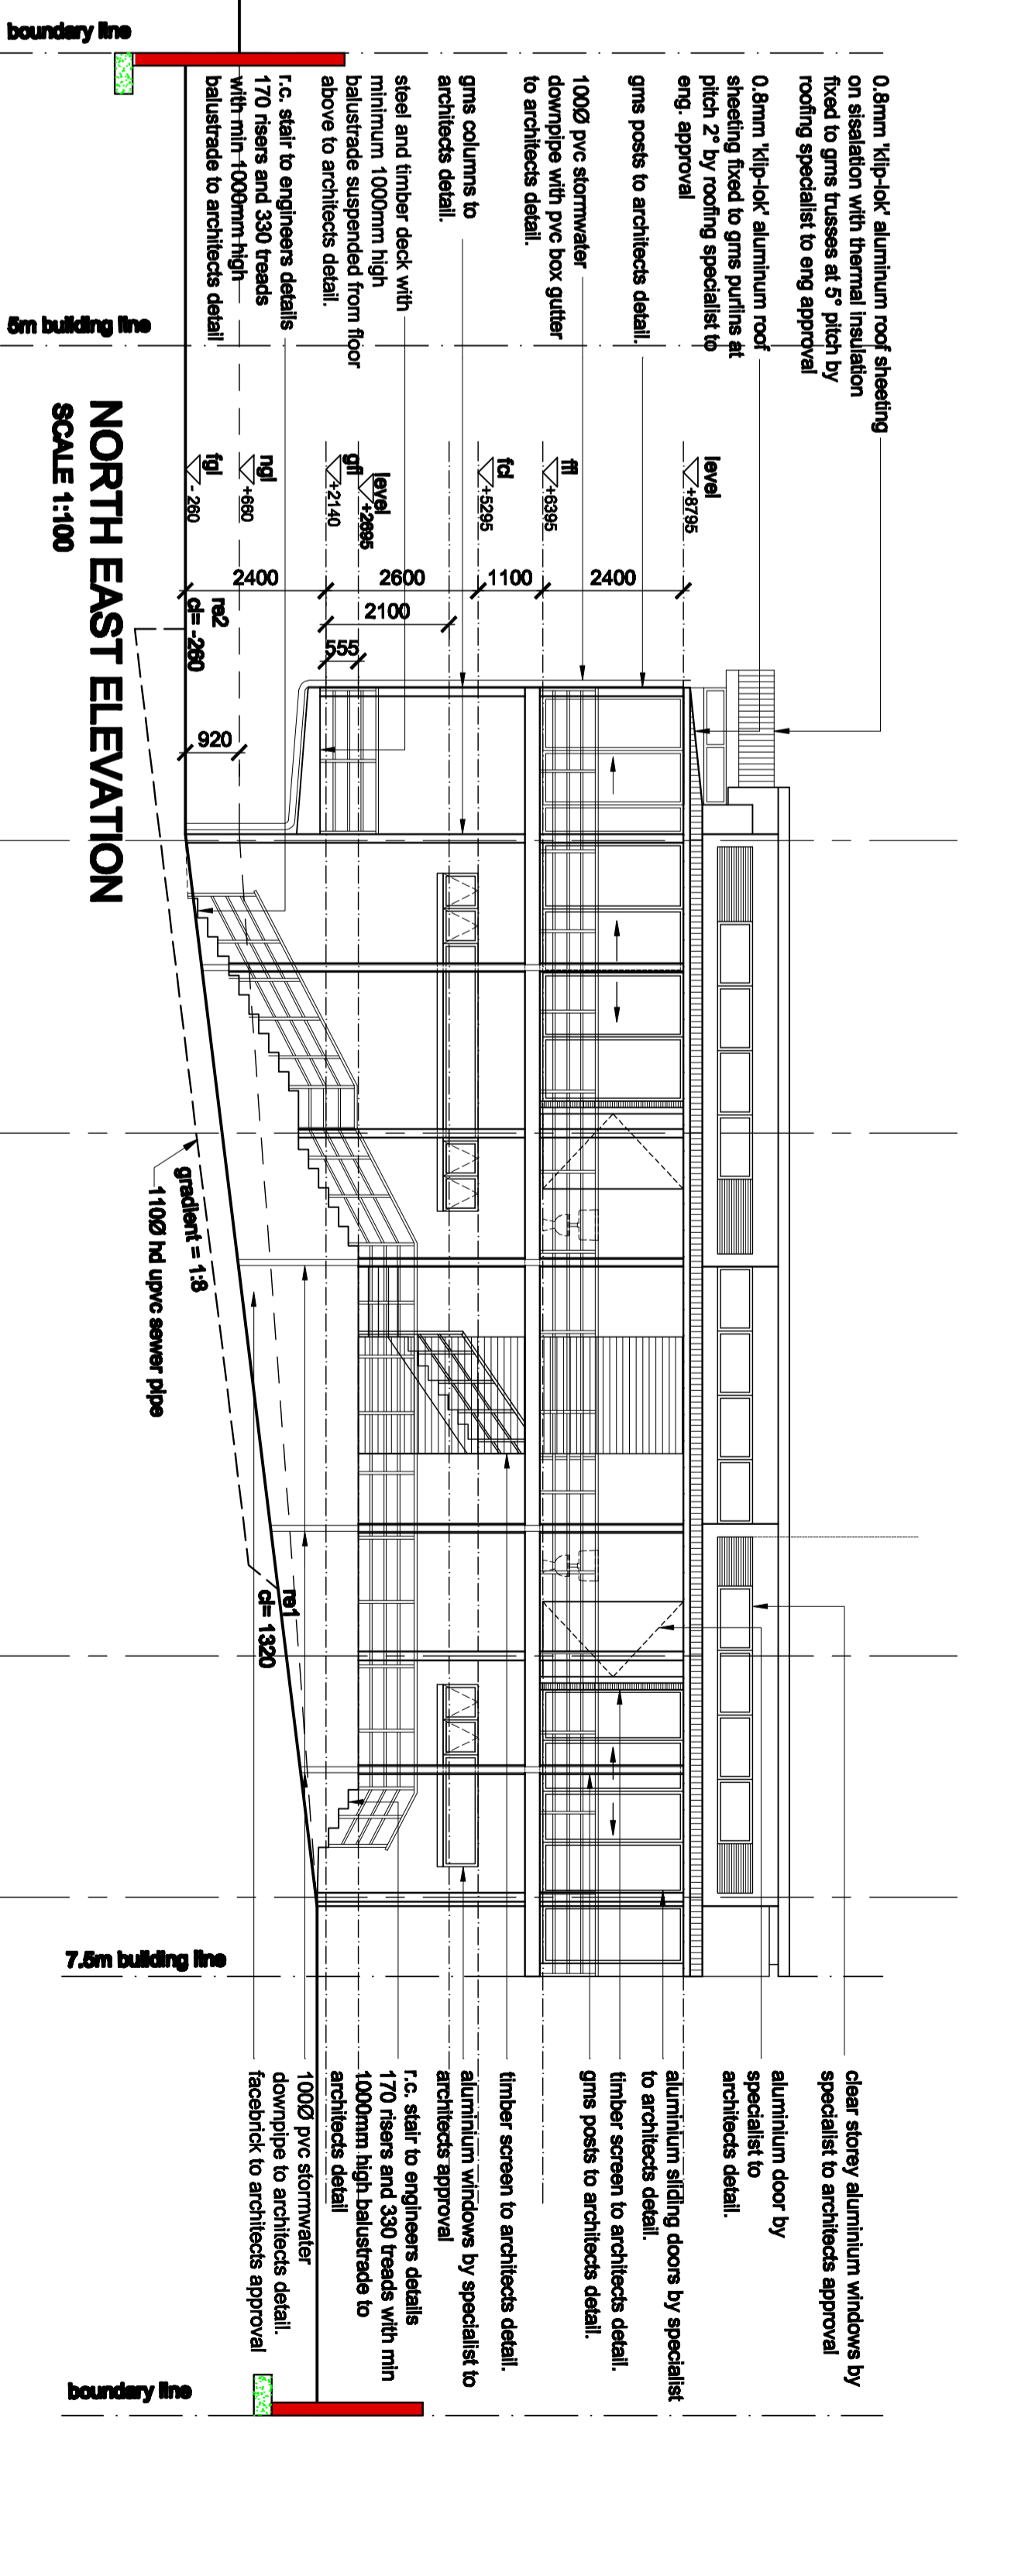 boundary line
5m building line
0.8mm 'klip-lok' aluminum roof sheeting
on sisalation with thermal insulation
fixed to gms trusses at 5° pitch by
roofing specialist to eng approval
0.8mm 'klip-lok' aluminum roof
sheeting fixed to gms purlins at
pitch 2° by roofing specialist to
eng. approval
gms posts to architects detail.
100Ø pvc stormwater
downpipe with pvc box gutter
to architects detail.
gms columns to
architects detail.
steel and timber deck with
minimum 1000mm high
balustrade suspended from floor
above to architects detail.
r.c. stair to engineers details
170 risers and 330 treads
with min 1000mm high
balustrade to architects detail
level
+8795
ffl
+6395
fcl
+5295
level
+2695
gfl
+2140
ngl
+660
fgl
- 260
2400
1100
2600
2400
2100
555
920
re2
cl= -260
gradient = 1:8
110Ø hd upvc sewer pipe
re1
cl= 1320
clear storey aluminium windows by
specialist to architects approval
aluminium door by
specialist to
architects detail.
aluminium sliding doors by specialist
to architects detail.
timber screen to architects detail.
gms posts to architects detail.
timber screen to architects detail.
aluminium windows by specialist to
architects approval
r.c. stair to engineers details
170 risers and 330 treads with min
1000mm high balustrade to
architects detail
100Ø pvc stormwater
downpipe to architects detail.
facebrick to architects approval
7.5m building line
boundary line
NORTH EAST ELEVATION
SCALE 1:100